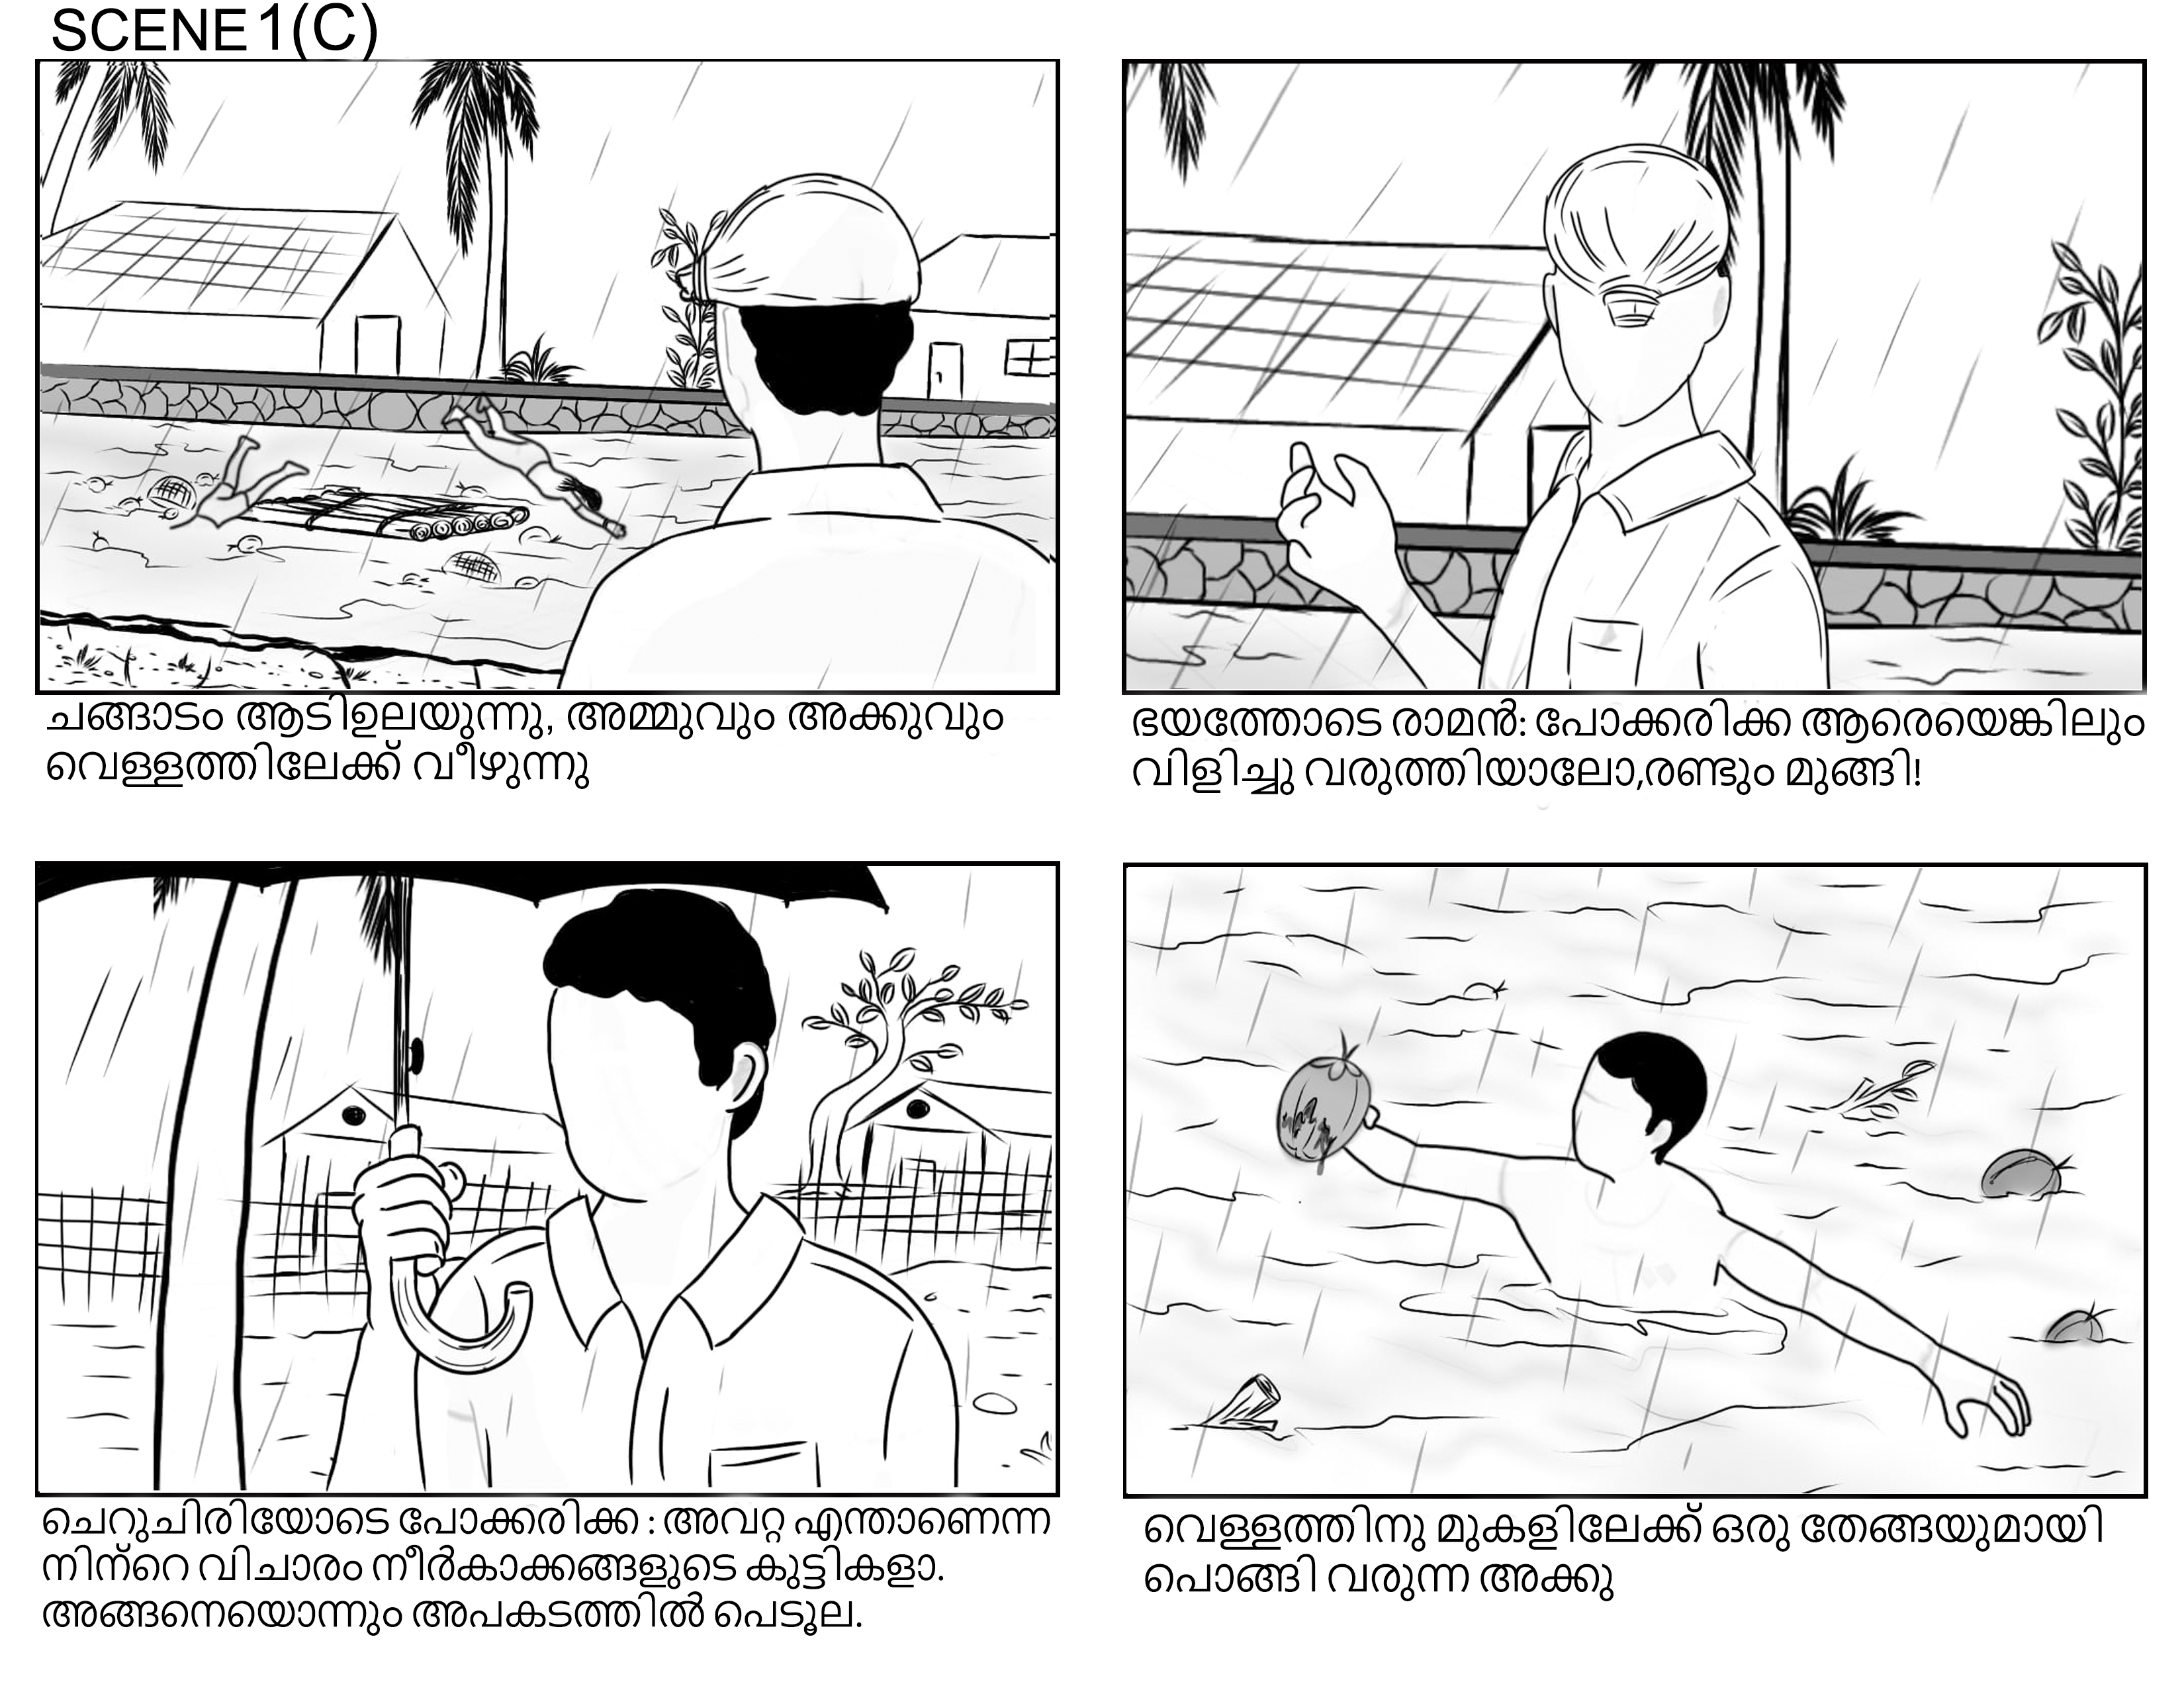 SCENE 1(C)
ചങ്ങാടം ആടിഉലയുന്നു, അമ്മുവും അക്കുവും
വെള്ളത്തിലേക്ക് വീഴുന്നു
ഭയത്തോടെ രാമൻ: പോക്കരിക്ക ആരെയെങ്കിലും
വിളിച്ചു വരുത്തിയാലോ,രണ്ടും മുങ്ങി!
ചെറുചിരിയോടെ പോക്കരിക്ക : അവറ്റ എന്താണെന്ന
നിന്റെ വിചാരം നീർകാക്കങ്ങളുടെ കുട്ടികളാ.
അങ്ങനെയൊന്നും അപകടത്തിൽ പെടൂല.
വെള്ളത്തിനു മുകളിലേക്ക് ഒരു തേങ്ങയുമായി
പൊങ്ങി വരുന്ന അക്കു